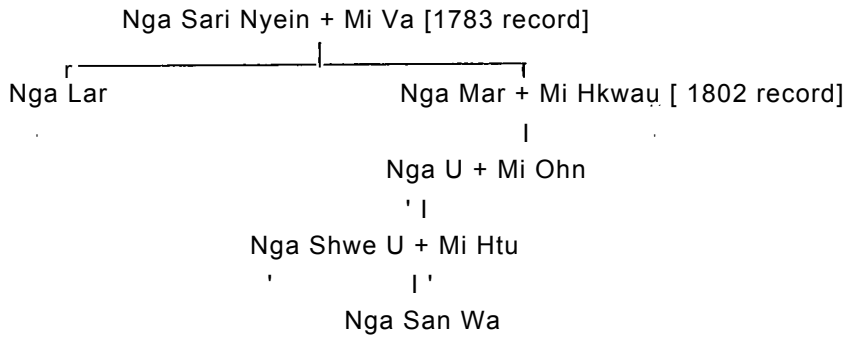 Nga Sari Nyein + Mi Va [1783 record]
Nga Lar Nga Mar + Mi Hkwau [ 1802 record]
Nga U + Mi Ohn
Nga Shwe U + Mi Htu
Nga San Wa